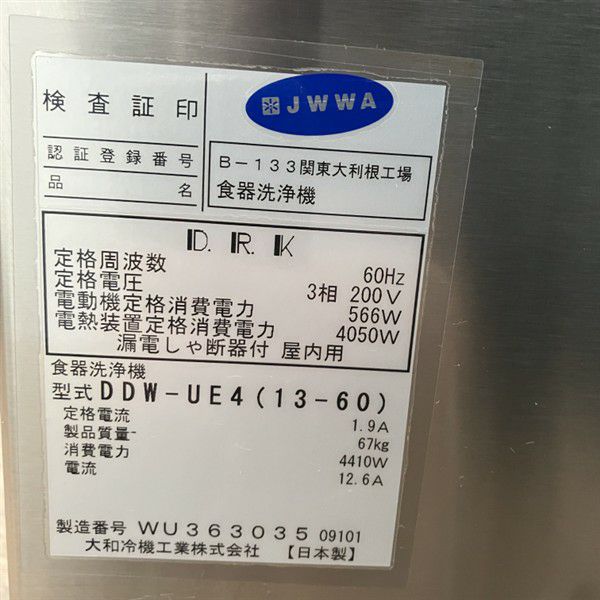 検査証印
JWWA
認証登録番号
B-133関東大利根工場
品名
食器洗浄機
D. R. K
定格周波数 60Hz
定格電圧 3相 200V
電動機定格消費電力 566W
電熱装置定格消費電力 4050W
漏電しゃ断器付 屋内用
食器洗浄機
型式 DDW-UE4(13-60)
定格電流 1.9A
製品質量 67kg
消費電力 4410W
電流 12.6A
製造番号 WU363035 09101
大和冷機工業株式会社 【日本製】